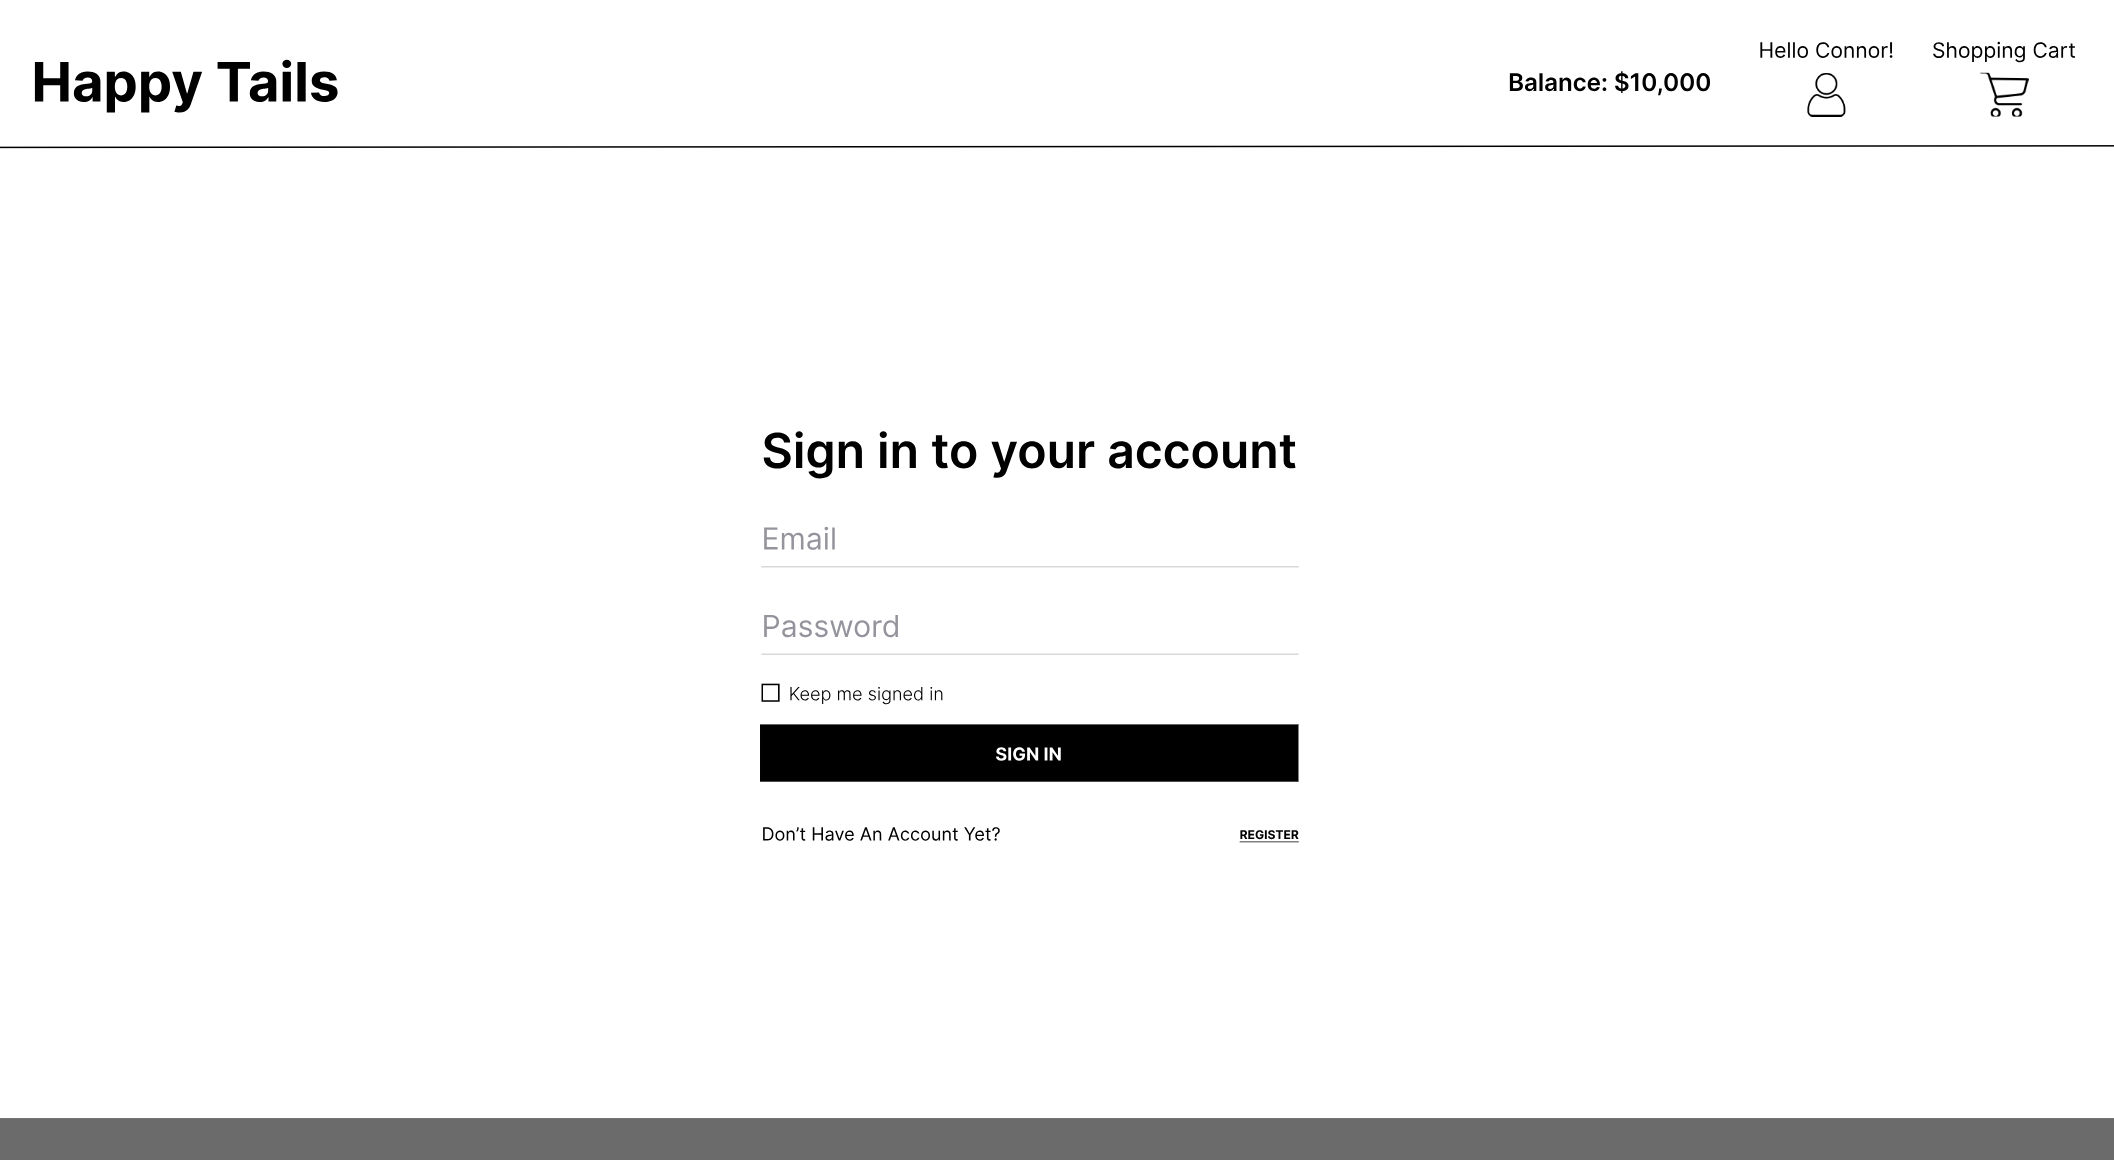 Happy Tails
Balance: $10,000
Hello Connor!
Shopping Cart
Sign in to your account
Email
Password
Keep me signed in
SIGN IN
Don’t Have An Account Yet?
REGISTER